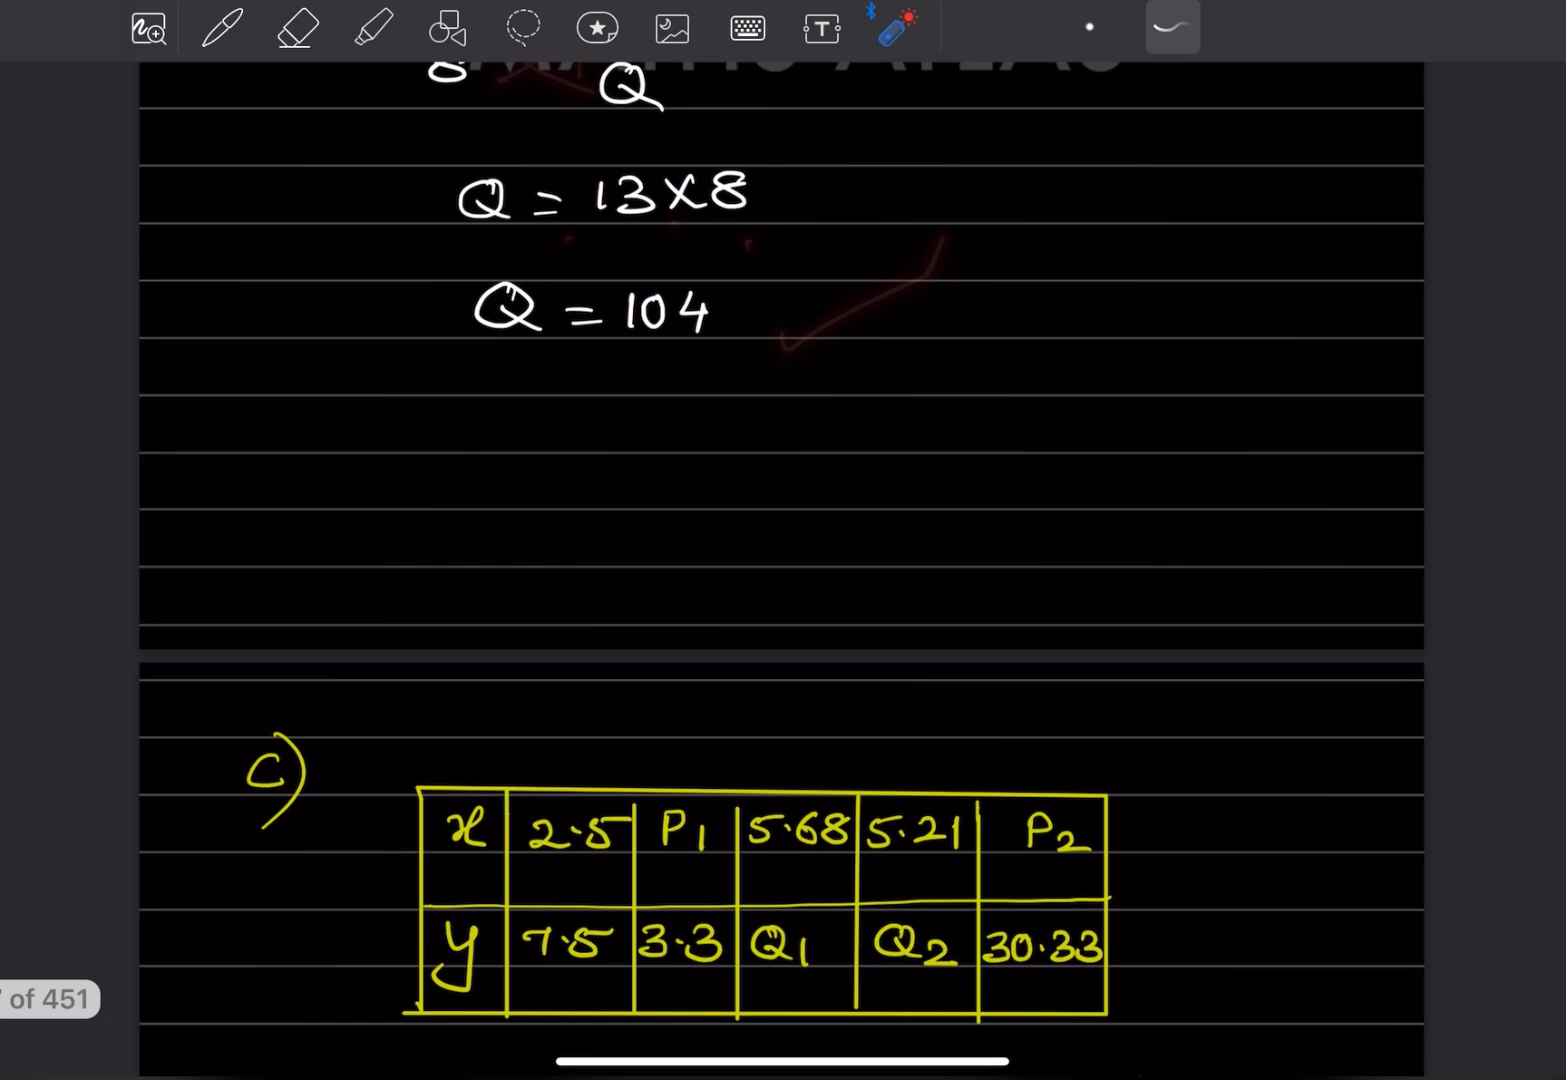 Q
Q = 13×8
Q = 104
c)
x 2.5 P1 5.68 5.21 P2
y 7.5 3.3 Q1 Q2 30.33
of 451